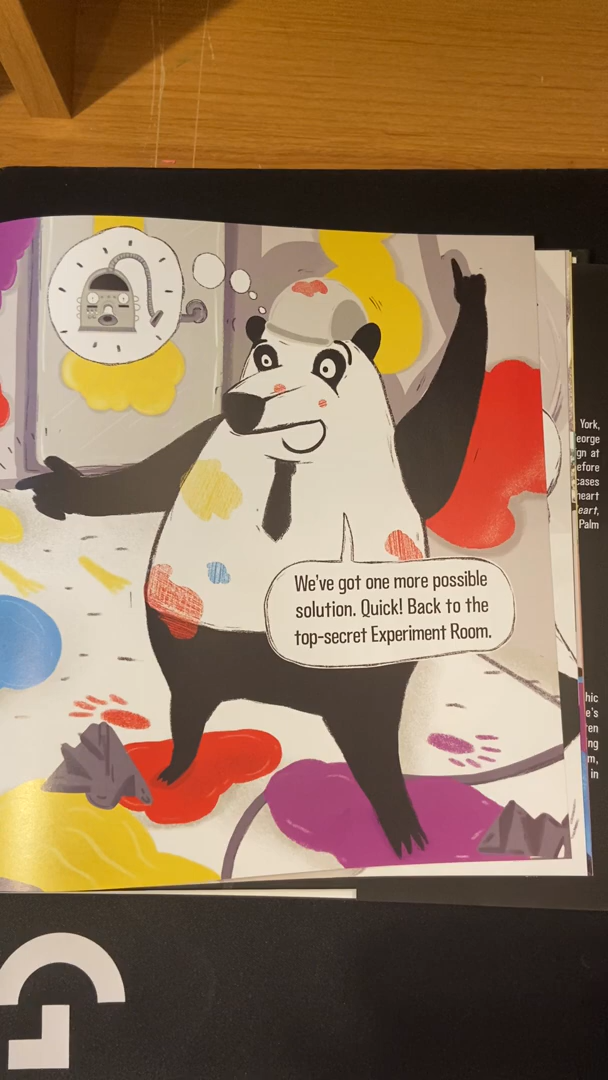 We've got one more possible
solution. Quick! Back to the
top-secret Experiment Room.
York,
eorge
gn at
efore
cases
heart
eart,
Palm
hic
e's
ren
ng
m,
in